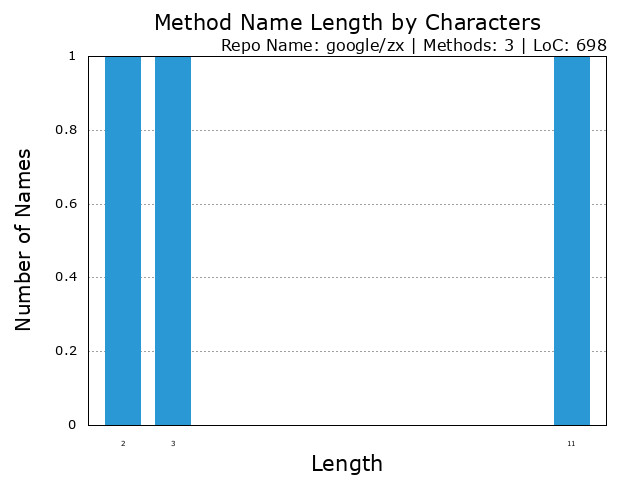 Method Name Length by Characters
Repo Name: google/zx | Methods: 3 | LoC: 698
Number of Names
1
0.8
0.6
0.4
0.2
0
2 3 11
Length